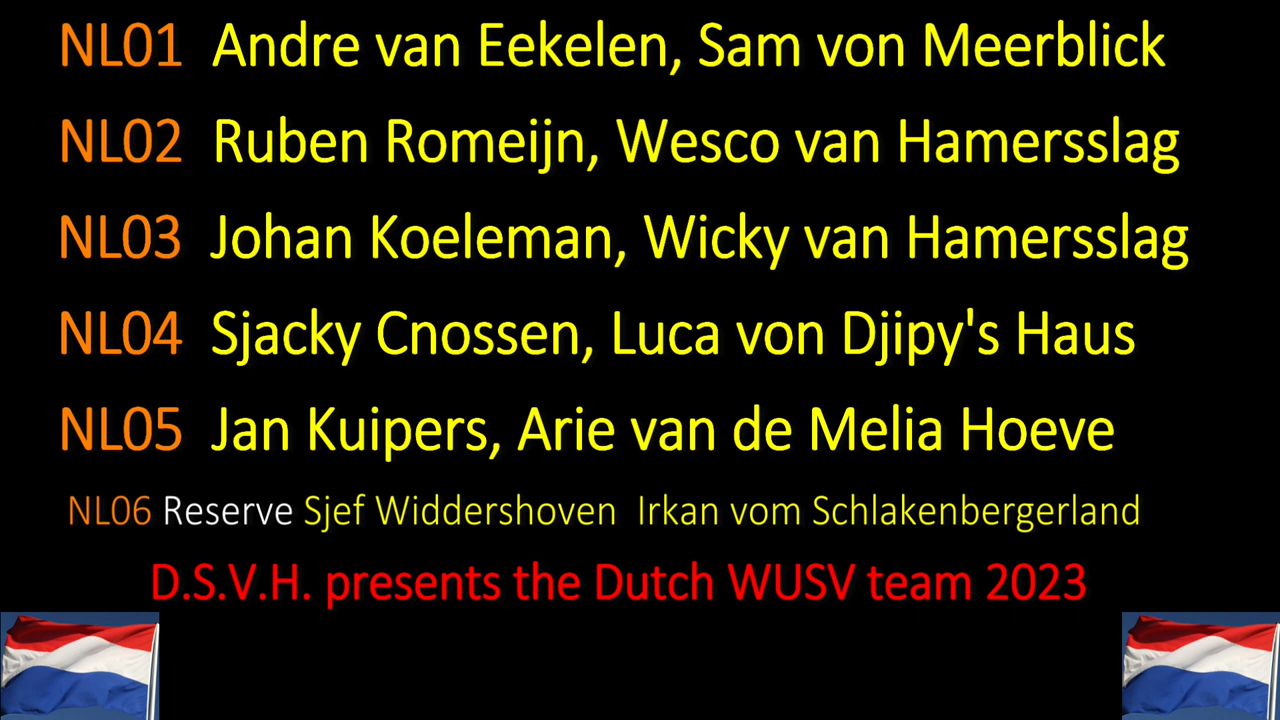 NL01 Andre van Eekelen, Sam von Meerblick
NL02 Ruben Romeijn, Wesco van Hamersslag
NL03 Johan Koeleman, Wicky van Hamersslag
NL04 Sjacky Cnossen, Luca von Djipy's Haus
NL05 Jan Kuipers, Arie van de Melia Hoeve
NL06 Reserve Sjef Widdershoven Irkan vom Schlakenbergerland
D.S.V.H. presents the Dutch WUSV team 2023